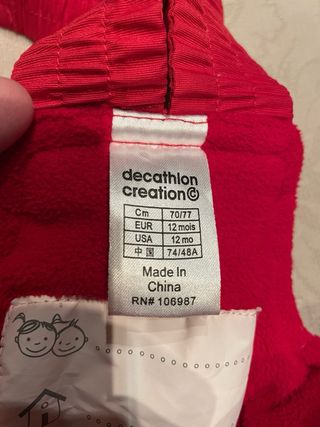 decathlon
creation©
Cm 70/77
EUR 12 mois
USA 12 mo
中国 74/48A
Made In
China
RN# 106987